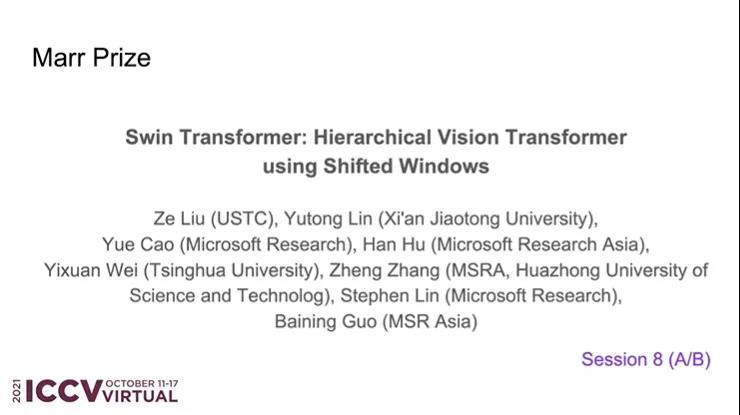 Marr Prize
Swin Transformer: Hierarchical Vision Transformer
using Shifted Windows
Ze Liu (USTC), Yutong Lin (Xi'an Jiaotong University),
Yue Cao (Microsoft Research), Han Hu (Microsoft Research Asia),
Yixuan Wei (Tsinghua University), Zheng Zhang (MSRA, Huazhong University of
Science and Technolog), Stephen Lin (Microsoft Research),
Baining Guo (MSR Asia)
Session 8 (A/B)
2021 ICCV OCTOBER 11-17
VIRTUAL